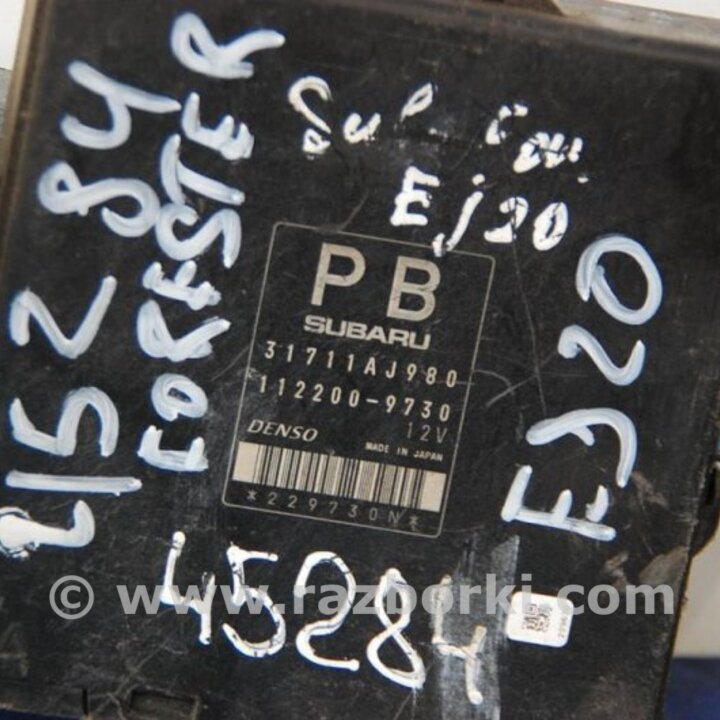 FORESTER
EJ20
PB
SUBARU
31711AJ980
112200-9730
12V
DENSO
MADE IN JAPAN
*229730N*
EJ20
45284
© www.razborki.com